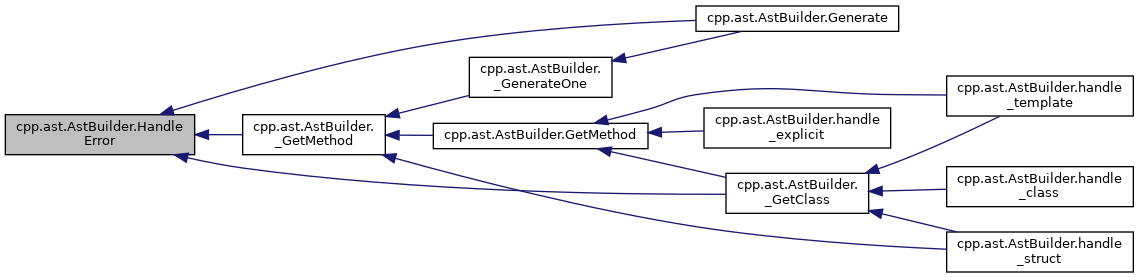 cpp.ast.AstBuilder.Generate
cpp.ast.AstBuilder.
_GenerateOne
cpp.ast.AstBuilder.handle
_template
cpp.ast.AstBuilder.Handle
Error
cpp.ast.AstBuilder.
_GetMethod
cpp.ast.AstBuilder.GetMethod
cpp.ast.AstBuilder.handle
_explicit
cpp.ast.AstBuilder.
_GetClass
cpp.ast.AstBuilder.handle
_class
cpp.ast.AstBuilder.handle
_struct